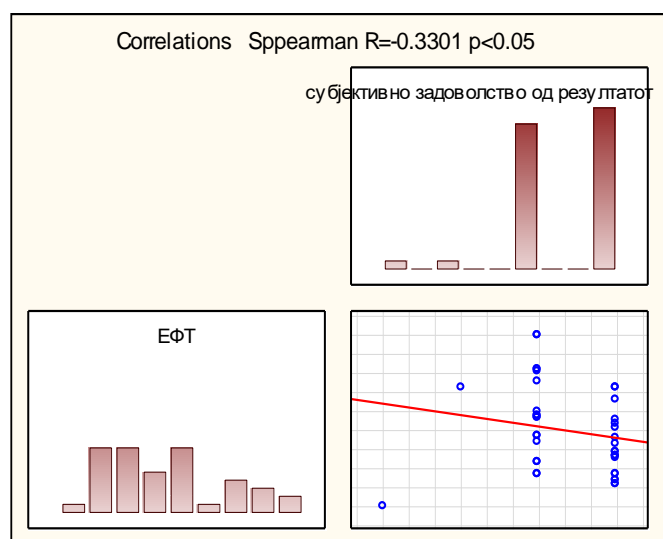 Correlations Sppearman R=-0.3301 p<0.05
субјективно задоволство од резултатот
ЕФТ